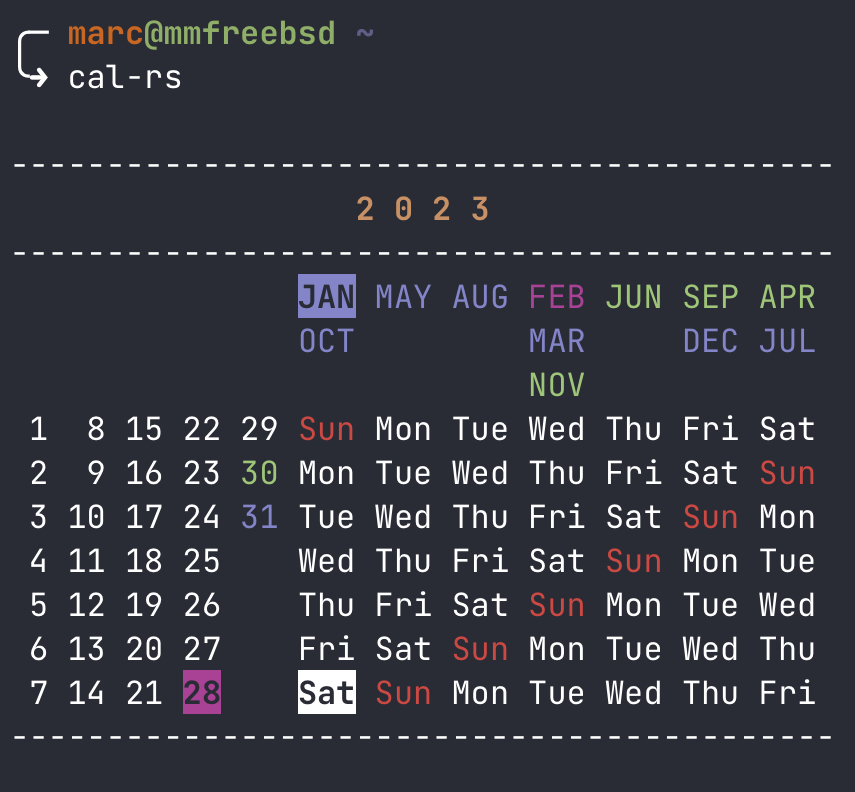 marc@mmfreebsd ~
cal-rs
-------------------------------------------
2 0 2 3
-------------------------------------------
JAN MAY AUG FEB JUN SEP APR
OCT MAR DEC JUL
NOV
1 8 15 22 29 Sun Mon Tue Wed Thu Fri Sat
2 9 16 23 30 Mon Tue Wed Thu Fri Sat Sun
3 10 17 24 31 Tue Wed Thu Fri Sat Sun Mon
4 11 18 25 Wed Thu Fri Sat Sun Mon Tue
5 12 19 26 Thu Fri Sat Sun Mon Tue Wed
6 13 20 27 Fri Sat Sun Mon Tue Wed Thu
7 14 21 28 Sat Sun Mon Tue Wed Thu Fri
-------------------------------------------